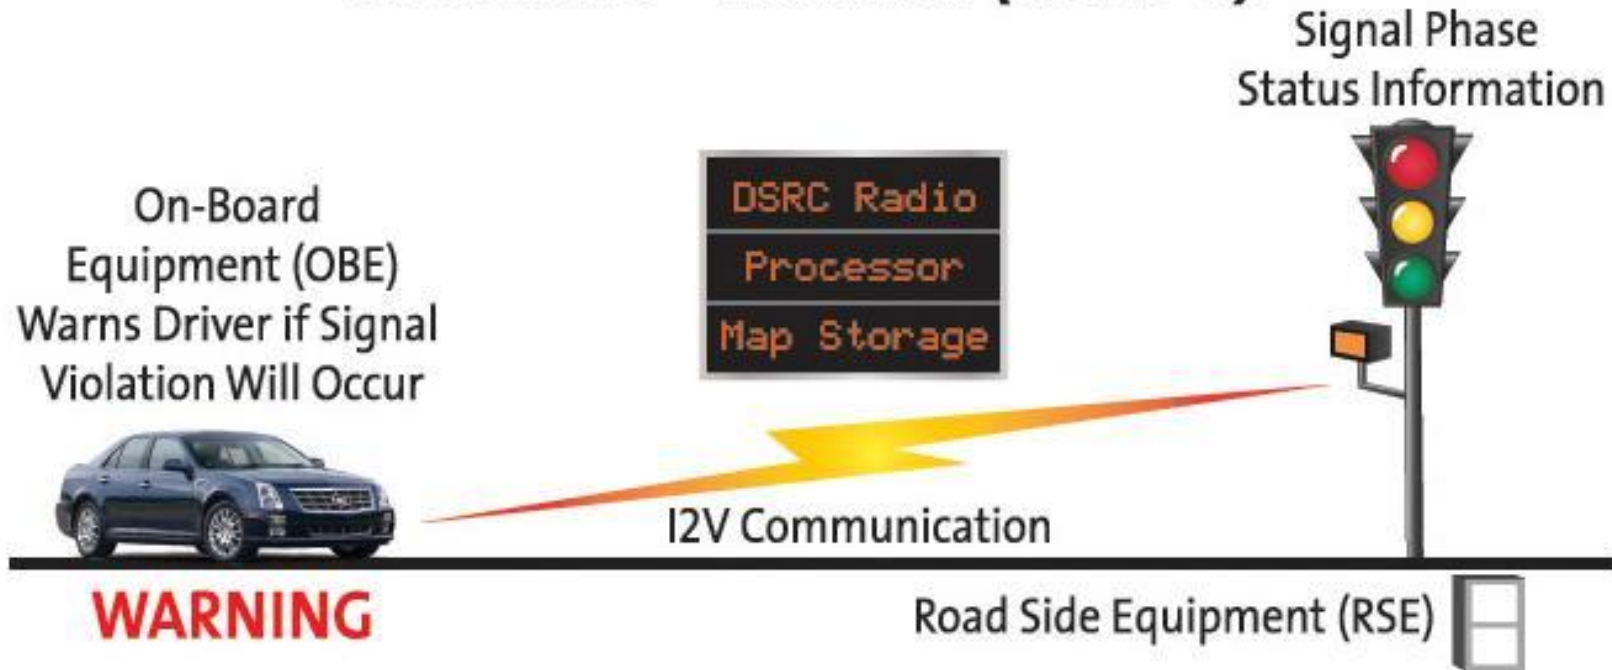 Signal Phase
Status Information
On-Board
Equipment (OBE)
Warns Driver if Signal
Violation Will Occur
DSRC Radio
Processor
Map Storage
I2V Communication
WARNING
Road Side Equipment (RSE)